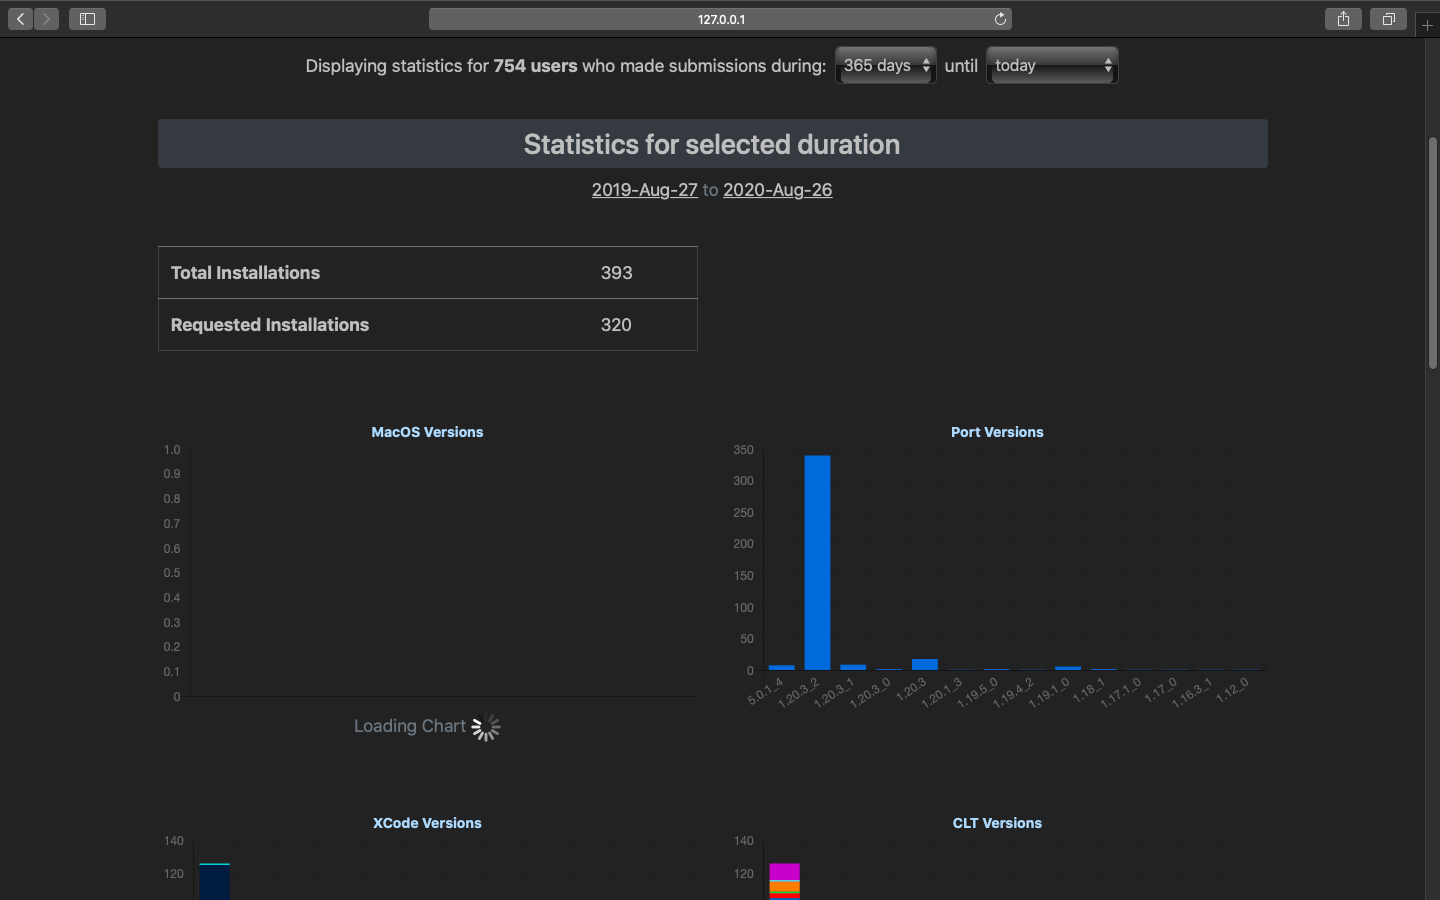 127.0.0.1
Displaying statistics for 754 users who made submissions during: 365 days until today
Statistics for selected duration
2019-Aug-27 to 2020-Aug-26
Total Installations 393
Requested Installations 320
MacOS Versions
1.0
0.9
0.8
0.7
0.6
0.5
0.4
0.3
0.2
0.1
0
Loading Chart
Port Versions
350
300
250
200
150
100
50
0
5.0.1_4 1.20.3_2 1.20.3_1 1.20.3_0 1.20.3 1.20.1_3 1.19.5_0 1.19.4_2 1.19.1_0 1.18_1 1.17.1_0 1.17_0 1.16.3_1 1.12_0
XCode Versions
140
120
CLT Versions
140
120